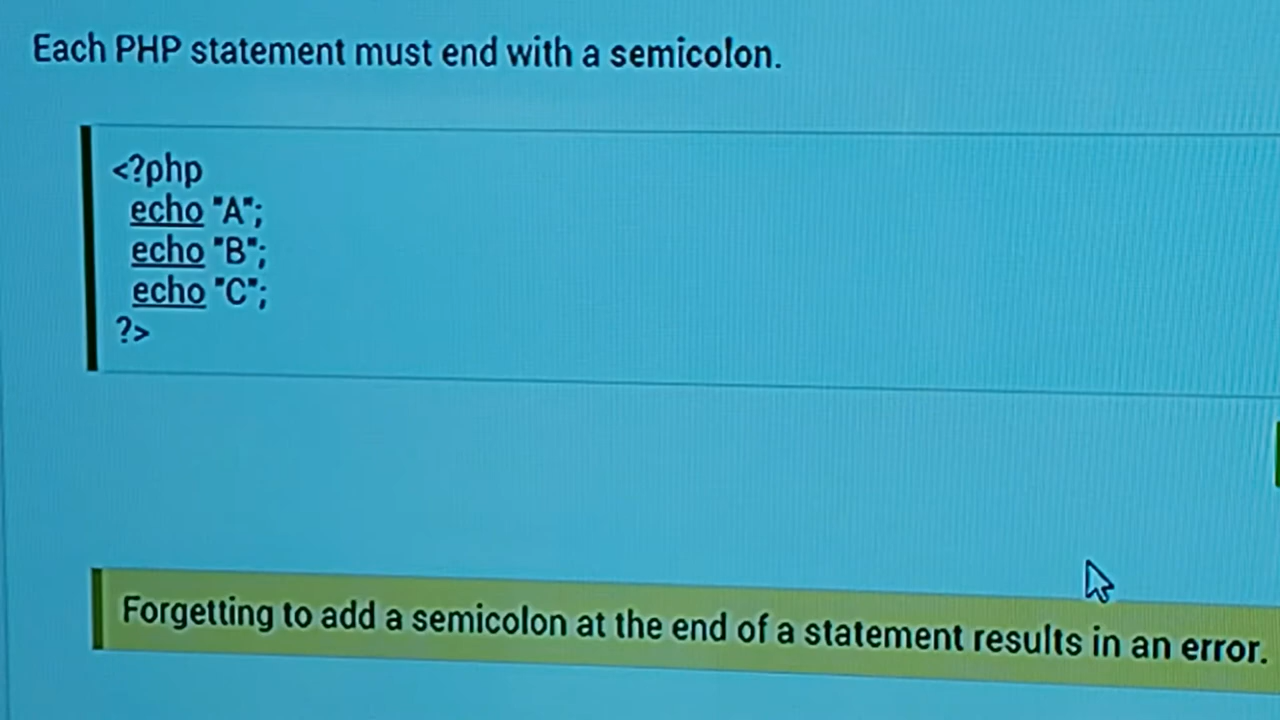 Each PHP statement must end with a semicolon.
<?php
echo "A";
echo "B";
echo "C";
?>
Forgetting to add a semicolon at the end of a statement results in an error.